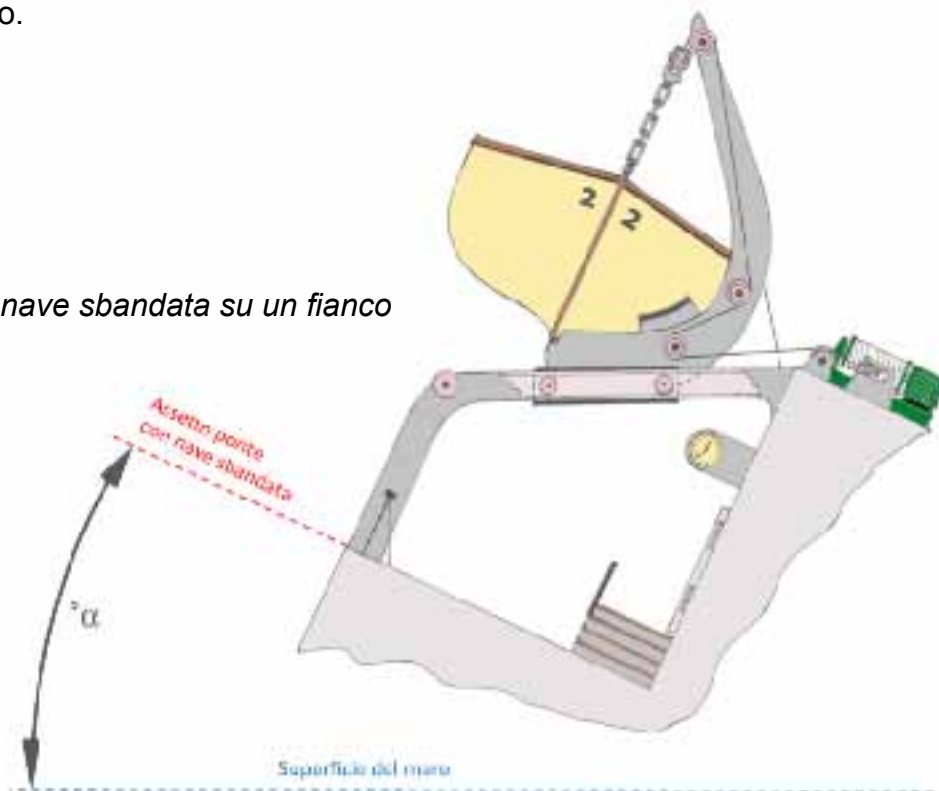 o.
2 2
nave sbandata su un fianco
Assetto ponte
con nave sbandata
°α
Superficie del mare